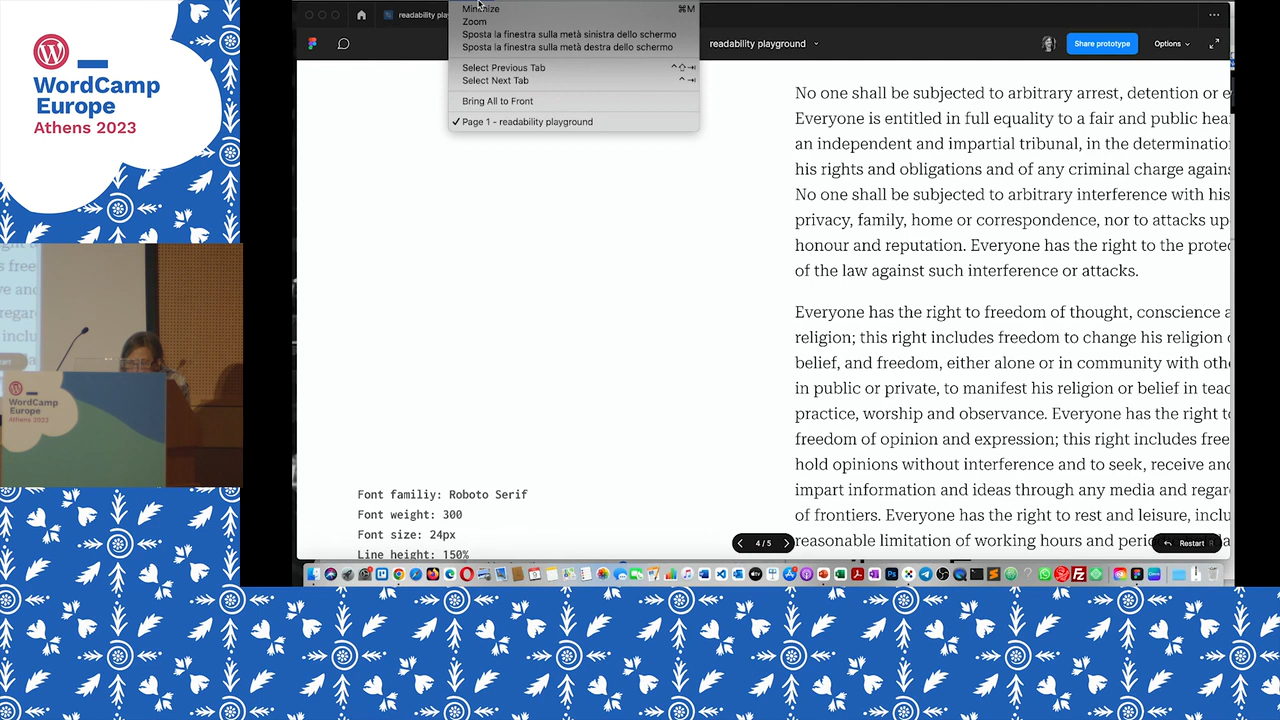 WordCamp
Europe
Athens 2023
WordCamp
Europe
Athens 2023
readability play
Minimize ⌘M
Zoom
Sposta la finestra sulla metà sinistra dello schermo
Sposta la finestra sulla metà destra dello schermo
Select Previous Tab
Select Next Tab
Bring All to Front
✓ Page 1 - readability playground
readability playground
Share prototype
Options
No one shall be subjected to arbitrary arrest, detention or e
Everyone is entitled in full equality to a fair and public hear
an independent and impartial tribunal, in the determination
his rights and obligations and of any criminal charge agains
No one shall be subjected to arbitrary interference with his
privacy, family, home or correspondence, nor to attacks up
honour and reputation. Everyone has the right to the protec
of the law against such interference or attacks.
Everyone has the right to freedom of thought, conscience a
religion; this right includes freedom to change his religion o
belief, and freedom, either alone or in community with othe
in public or private, to manifest his religion or belief in teac
practice, worship and observance. Everyone has the right to
freedom of opinion and expression; this right includes free
hold opinions without interference and to seek, receive and
impart information and ideas through any media and regar
of frontiers. Everyone has the right to rest and leisure, inclu
reasonable limitation of working hours and perio
Font familiy: Roboto Serif
Font weight: 300
Font size: 24px
Line height: 150%
4 / 5
Restart R